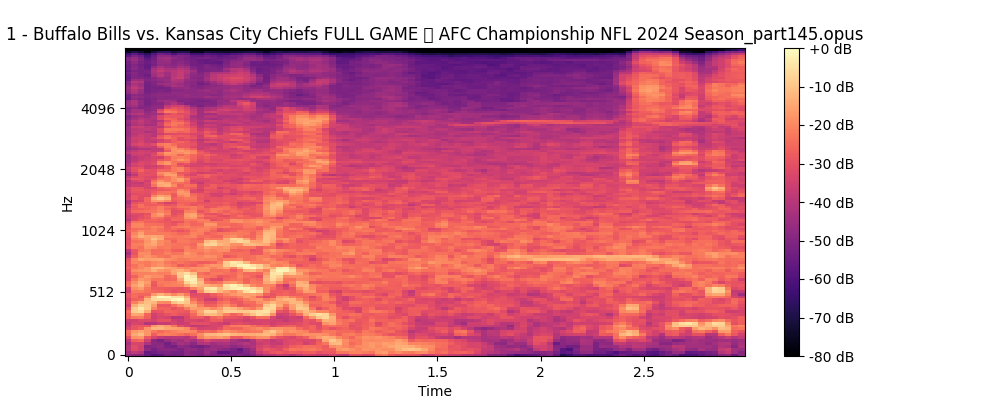 1 - Buffalo Bills vs. Kansas City Chiefs FULL GAME ▯ AFC Championship NFL 2024 Season_part145.opus
+0 dB
4096
-10 dB
-20 dB
2048
-30 dB
Hz
1024
-40 dB
-50 dB
512
-60 dB
-70 dB
0
-80 dB
0 0.5 1 1.5 2 2.5
Time